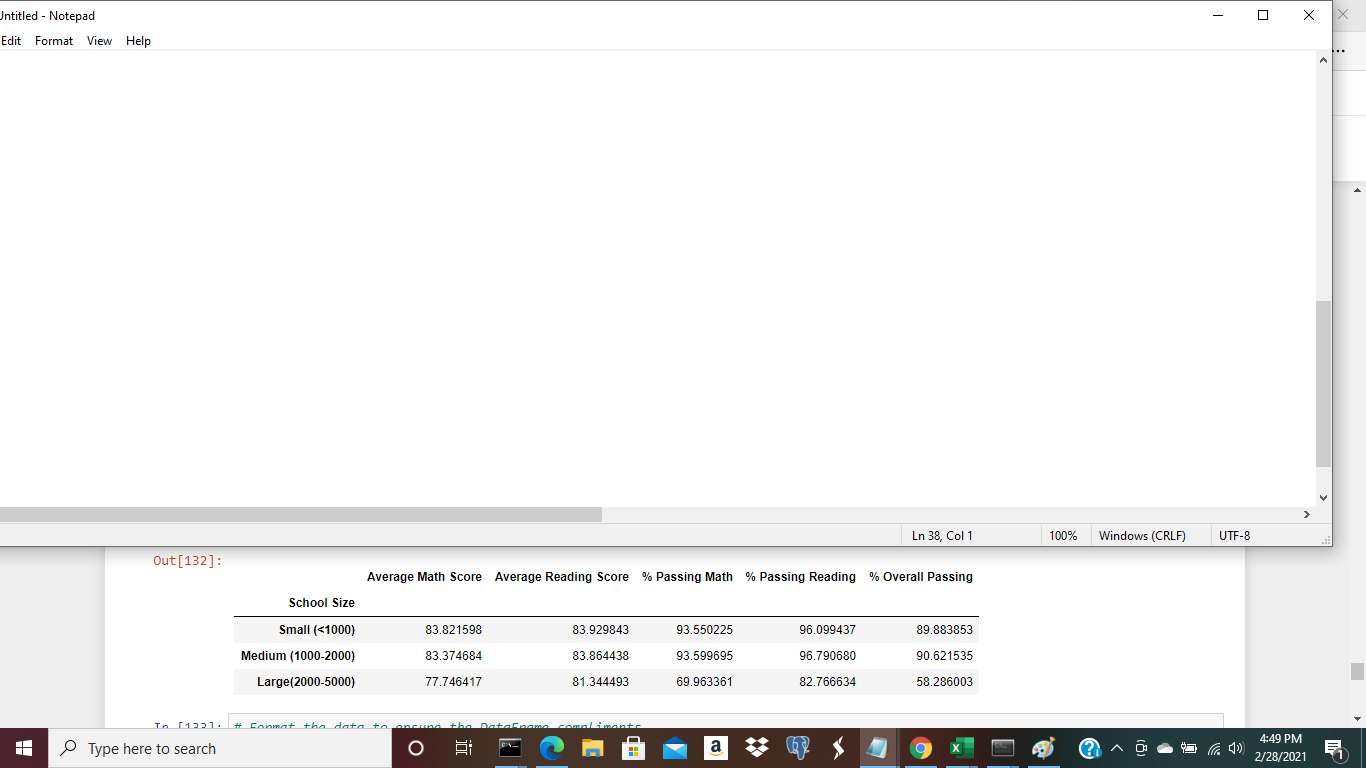 Untitled - Notepad
Edit Format View Help
Ln 38, Col 1 100% Windows (CRLF) UTF-8
Out[132]:
Average Math Score Average Reading Score % Passing Math % Passing Reading % Overall Passing
School Size
Small (<1000) 83.821598 83.929843 93.550225 96.099437 89.883853
Medium (1000-2000) 83.374684 83.864438 93.599695 96.790680 90.621535
Large(2000-5000) 77.746417 81.344493 69.963361 82.766634 58.286003
In [133]: # Format the data to ensure the DataFrame compliments
Type here to search
4:49 PM
2/28/2021
1